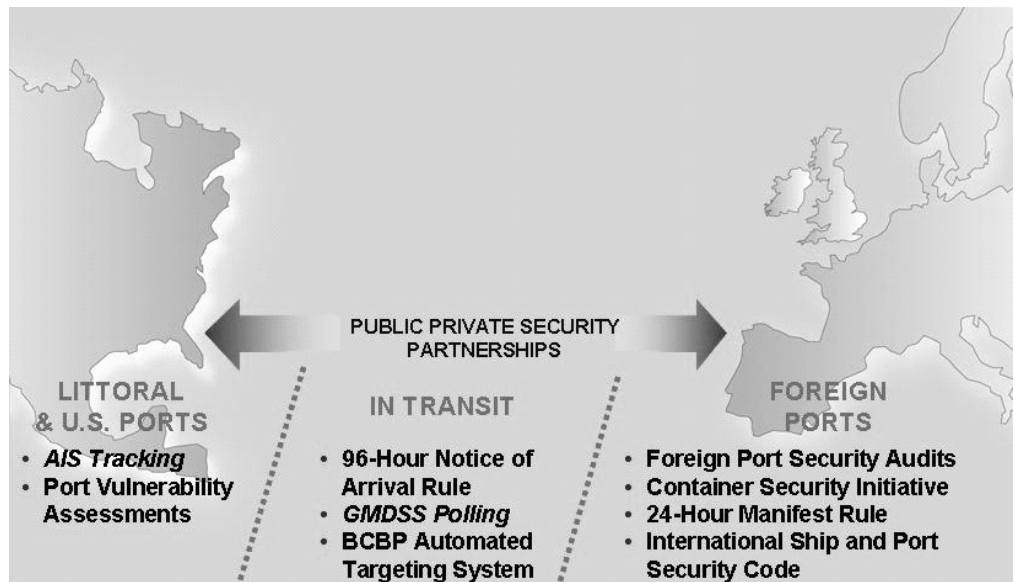 PUBLIC PRIVATE SECURITY
PARTNERSHIPS
LITTORAL
& U.S. PORTS
• AIS Tracking
• Port Vulnerability
Assessments
IN TRANSIT
• 96-Hour Notice of
Arrival Rule
• GMDSS Polling
• BCBP Automated
Targeting System
FOREIGN
PORTS
• Foreign Port Security Audits
• Container Security Initiative
• 24-Hour Manifest Rule
• International Ship and Port
Security Code